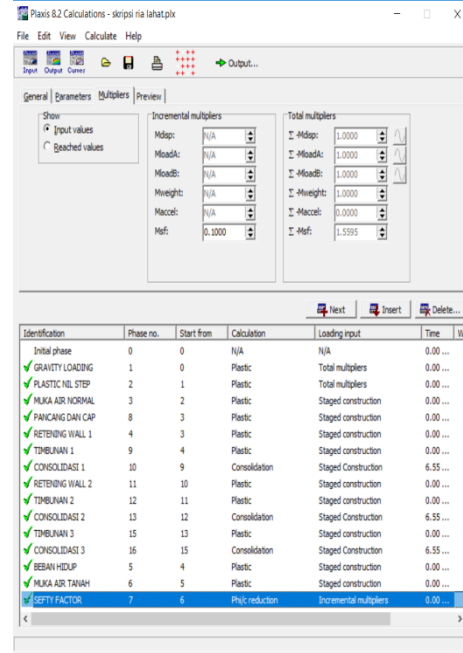 Plaxis 8.2 Calculations - skripsi ria lahat.plx
File Edit View Calculate Help
Input Output Curves Output...
General Parameters Multipliers Preview
Show
Input values
Reached values
Incremental multipliers
Mdisp: N/A
MloadA: N/A
MloadB: N/A
Mweight: N/A
Maccel: N/A
Msf: 0.1000
Total multipliers
Σ -Mdisp: 1.0000
Σ -MloadA: 1.0000
Σ -MloadB: 1.0000
Σ -Mweight: 1.0000
Σ -Maccel: 0.0000
Σ -Msf: 1.5595
Next Insert Delete...
Identification Phase no. Start from Calculation Loading input Time W
Initial phase 0 0 N/A N/A 0.00 ...
GRAVITY LOADING 1 0 Plastic Total multipliers 0.00 ...
PLASTIC NIL STEP 2 1 Plastic Total multipliers 0.00 ...
MUKA AIR NORMAL 3 2 Plastic Staged construction 0.00 ...
PANCANG DAN CAP 8 3 Plastic Staged construction 0.00 ...
RETENING WALL 1 4 3 Plastic Staged construction 0.00 ...
TIMBUNAN 1 9 4 Plastic Staged construction 0.00 ...
CONSOLIDASI 1 10 9 Consolidation Staged Construction 6.55 ...
RETENING WALL 2 11 10 Plastic Staged construction 0.00 ...
TIMBUNAN 2 12 11 Plastic Staged construction 0.00 ...
CONSOLIDASI 2 13 12 Consolidation Staged Construction 6.55 ...
TIMBUNAN 3 15 13 Plastic Staged construction 0.00 ...
CONSOLIDASI 3 16 15 Consolidation Staged Construction 6.55 ...
BEBAN HIDUP 5 4 Plastic Staged construction 0.00 ...
MUKA AIR TANAH 6 5 Plastic Staged construction 0.00 ...
SEFTY FACTOR 7 6 Phi/c reduction Incremental multipliers 0.00 ...